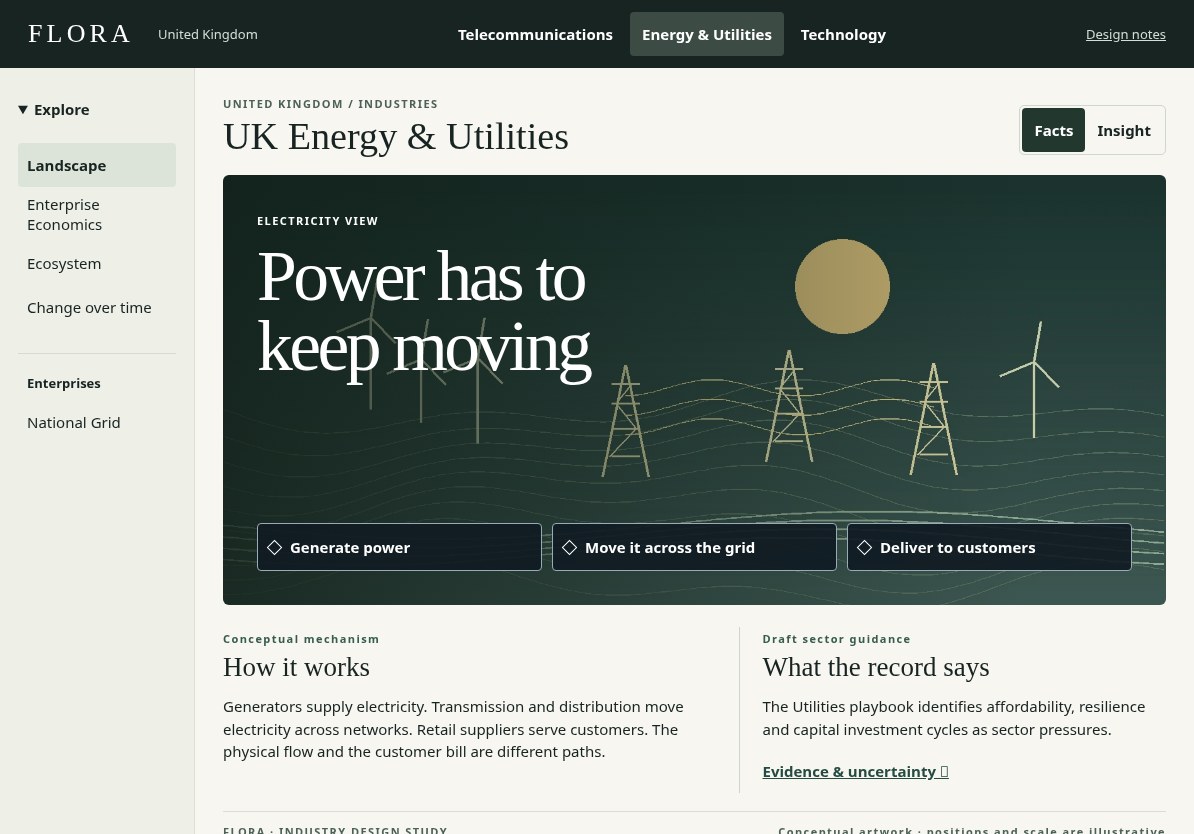 FLORA
United Kingdom
Telecommunications
Energy & Utilities
Technology
Design notes
▼ Explore
Landscape
Enterprise
Economics
Ecosystem
Change over time
Enterprises
National Grid
UNITED KINGDOM / INDUSTRIES
UK Energy & Utilities
Facts
Insight
ELECTRICITY VIEW
Power has to
keep moving
Generate power
Move it across the grid
Deliver to customers
Conceptual mechanism
How it works
Generators supply electricity. Transmission and distribution move
electricity across networks. Retail suppliers serve customers. The
physical flow and the customer bill are different paths.
Draft sector guidance
What the record says
The Utilities playbook identifies affordability, resilience
and capital investment cycles as sector pressures.
Evidence & uncertainty
FLORA · INDUSTRY DESIGN STUDY
Conceptual artwork · positions and scale are illustrative